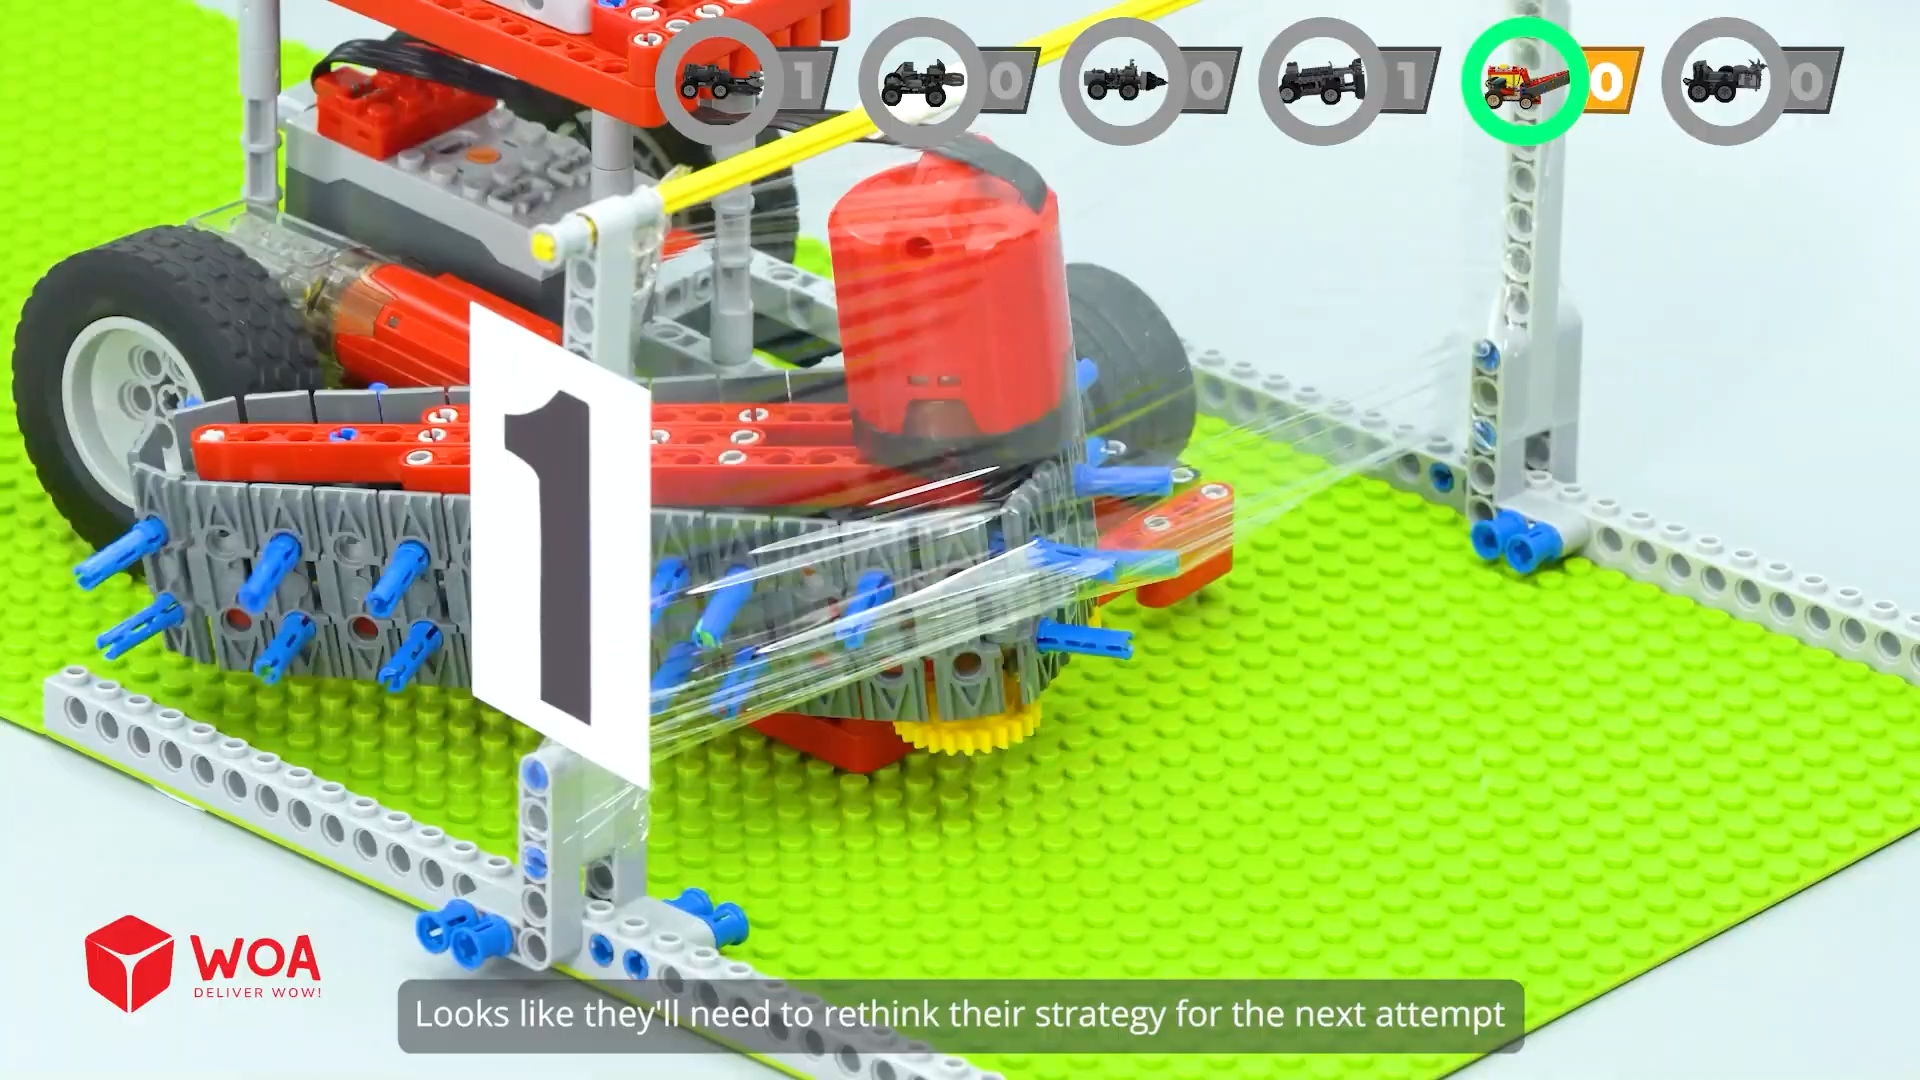 1
0
0
1
0
0
1
WOA
DELIVER WOW!
Looks like they'll need to rethink their strategy for the next attempt